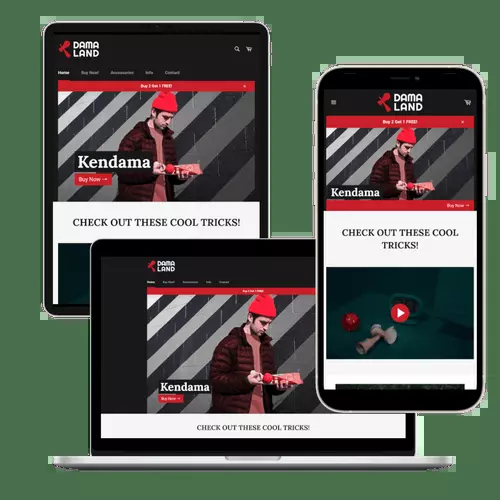 DAMA
LAND
Home Buy Now! Accessories Info Contact
Buy 2 Get 1 FREE!
Kendama
Buy Now →
CHECK OUT THESE COOL TRICKS!
DAMA
LAND
Buy 2 Get 1 FREE!
Kendama
Buy Now →
CHECK OUT THESE COOL
TRICKS!
DAMA
LAND
Home Buy Now! Accessories Info Contact
Buy 2 Get 1 FREE!
Kendama
Buy Now →
CHECK OUT THESE COOL TRICKS!